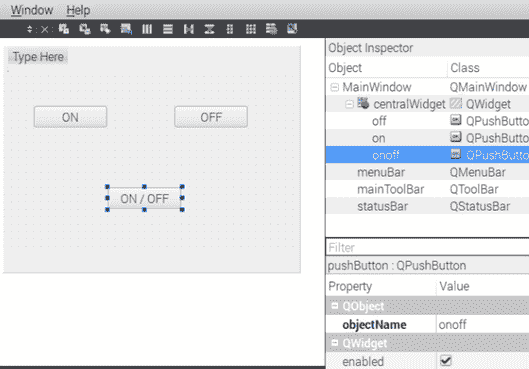 Window Help
Type Here
ON OFF
ON / OFF
Object Inspector
Object Class
MainWindow QMainWindow
centralWidget QWidget
off QPushButto
on QPushButto
onoff QPushButto
menuBar QMenuBar
mainToolBar QToolBar
statusBar QStatusBar
Filter
pushButton : QPushButton
Property Value
QObject
objectName onoff
QWidget
enabled